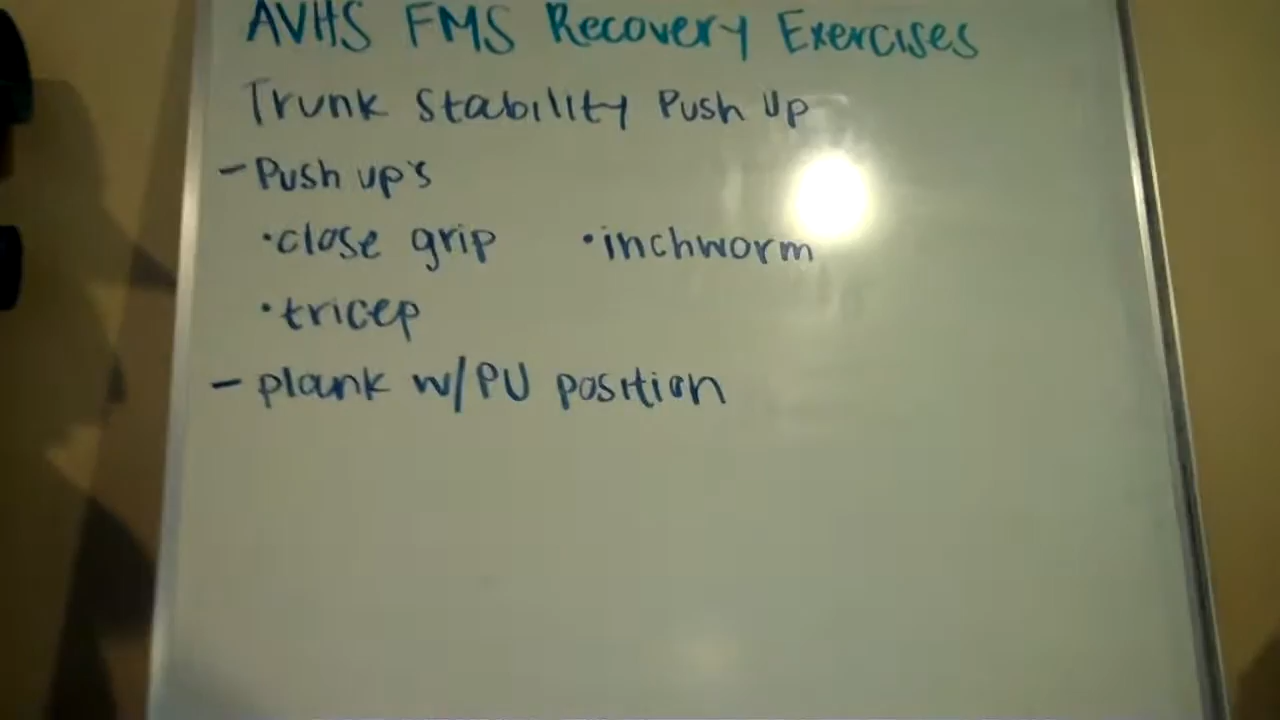 AVHS FMS Recovery Exercises
Trunk Stability Push Up
- Push up's
•close grip •inchworm
•tricep
- plank w/PU position